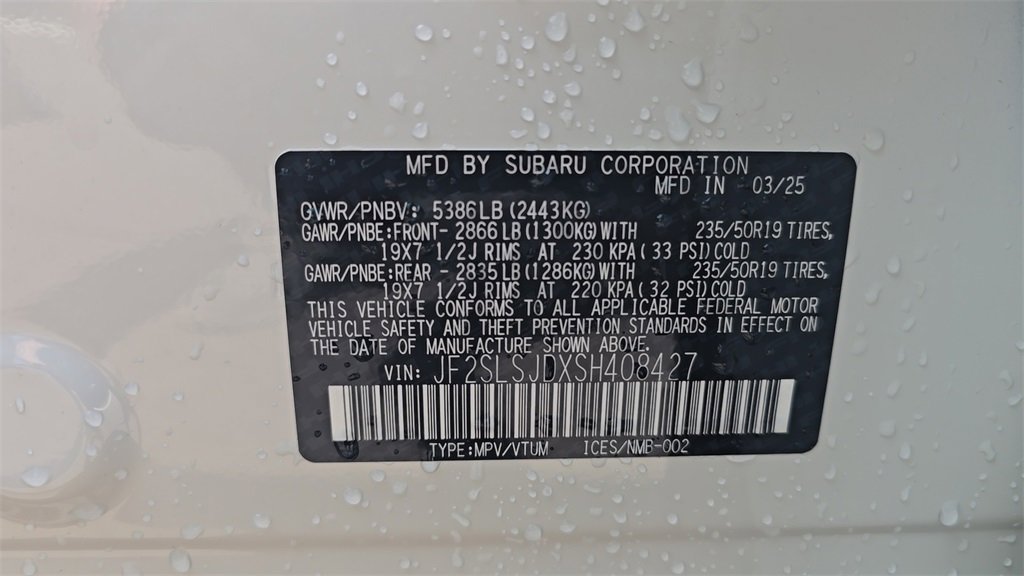 MFD BY SUBARU CORPORATION
MFD IN 03/25
GVWR/PNBV: 5386LB(2443KG)
GAWR/PNBE:FRONT- 2866LB(1300KG)WITH 235/50R19 TIRES,
19X7 1/2J RIMS AT 230 KPA( 33 PSI)COLD
GAWR/PNBE:REAR - 2835LB(1286KG)WITH 235/50R19 TIRES,
19X7 1/2J RIMS AT 220 KPA( 32 PSI)COLD
THIS VEHICLE CONFORMS TO ALL APPLICABLE FEDERAL MOTOR
VEHICLE SAFETY AND THEFT PREVENTION STANDARDS IN EFFECT ON
THE DATE OF MANUFACTURE SHOWN ABOVE.
VIN: JF2SLSJDXSH408427
TYPE:MPV/VTUM ICES/NMB-002